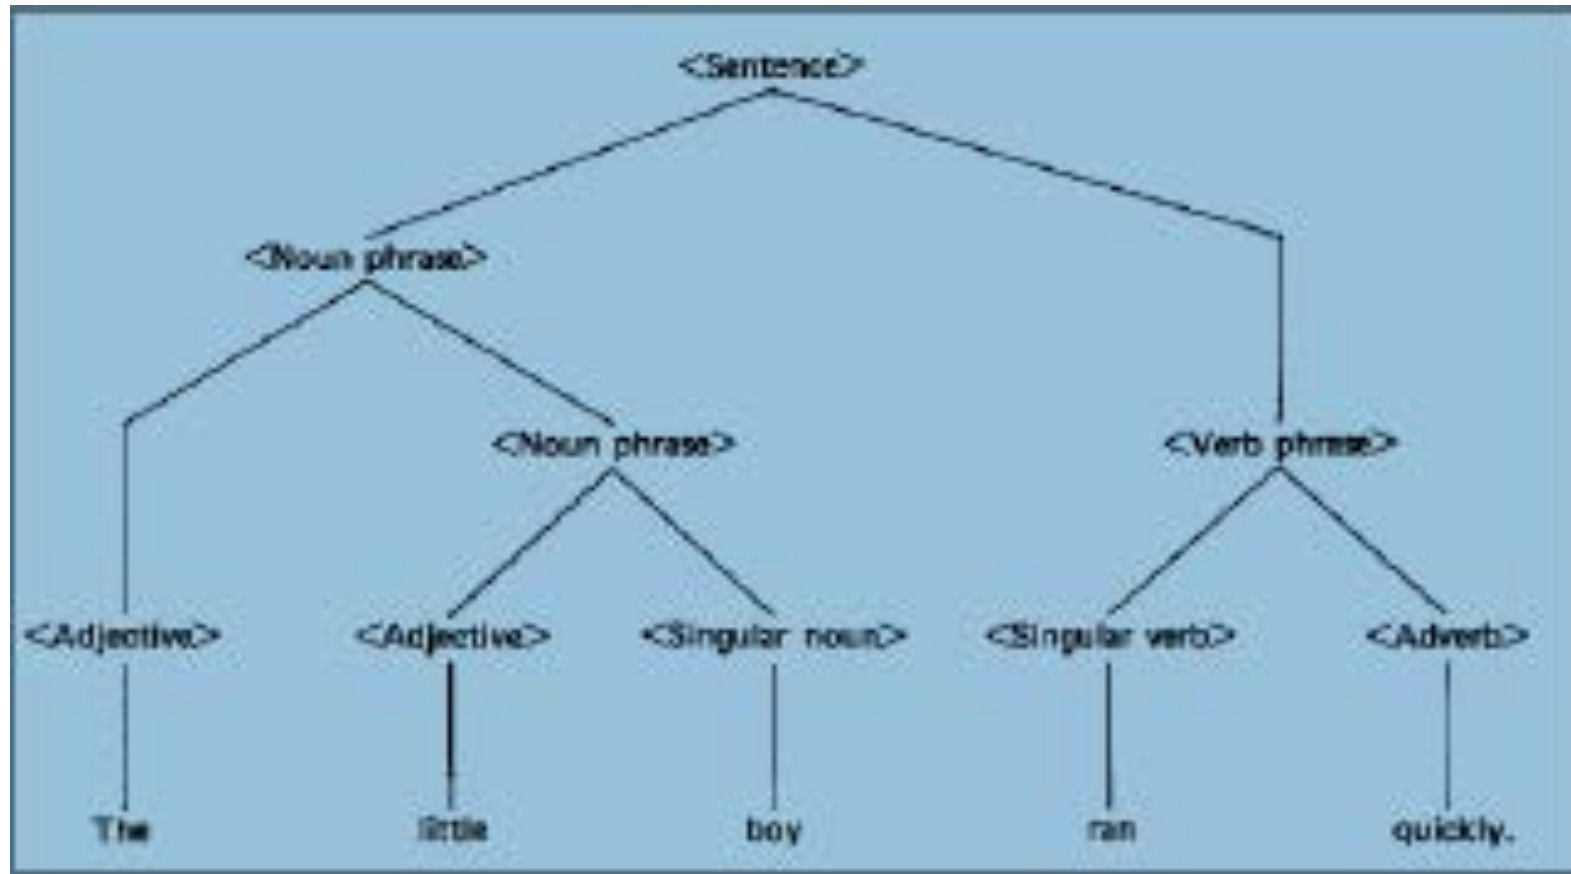 <Sentence>
<Noun phrase>
<Noun phrase> <Verb phrase>
<Adjective> <Adjective> <Singular noun> <Singular verb> <Adverb>
The little boy ran quickly.